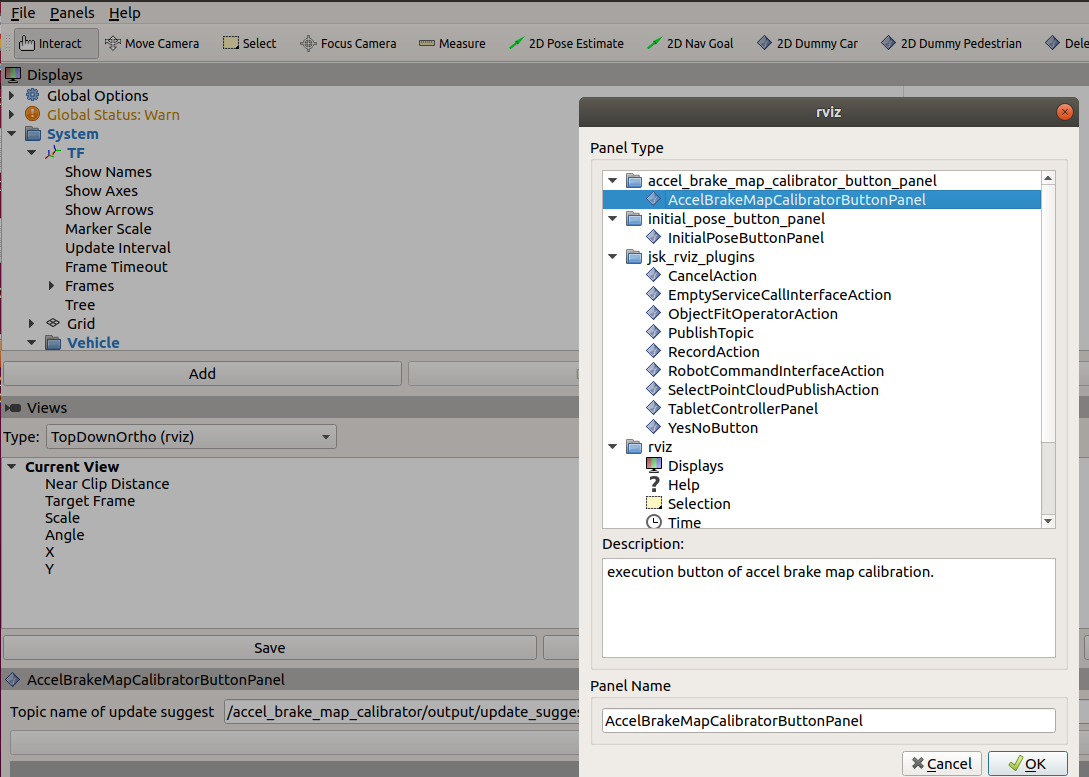 File Panels Help
Interact Move Camera Select Focus Camera Measure 2D Pose Estimate 2D Nav Goal 2D Dummy Car 2D Dummy Pedestrian
Displays
Global Options
Global Status: Warn
System
TF
Show Names
Show Axes
Show Arrows
Marker Scale
Update Interval
Frame Timeout
Frames
Tree
Grid
Vehicle
Add
Views
Type: TopDownOrtho (rviz)
Current View
Near Clip Distance
Target Frame
Scale
Angle
X
Y
Save
AccelBrakeMapCalibratorButtonPanel
Topic name of update suggest /accel_brake_map_calibrator/output/update_sugges
rviz
Panel Type
accel_brake_map_calibrator_button_panel
AccelBrakeMapCalibratorButtonPanel
initial_pose_button_panel
InitialPoseButtonPanel
jsk_rviz_plugins
CancelAction
EmptyServiceCallInterfaceAction
ObjectFitOperatorAction
PublishTopic
RecordAction
RobotCommandInterfaceAction
SelectPointCloudPublishAction
TabletControllerPanel
YesNoButton
rviz
Displays
Help
Selection
Time
Description:
execution button of accel brake map calibration.
Panel Name
AccelBrakeMapCalibratorButtonPanel
Cancel OK